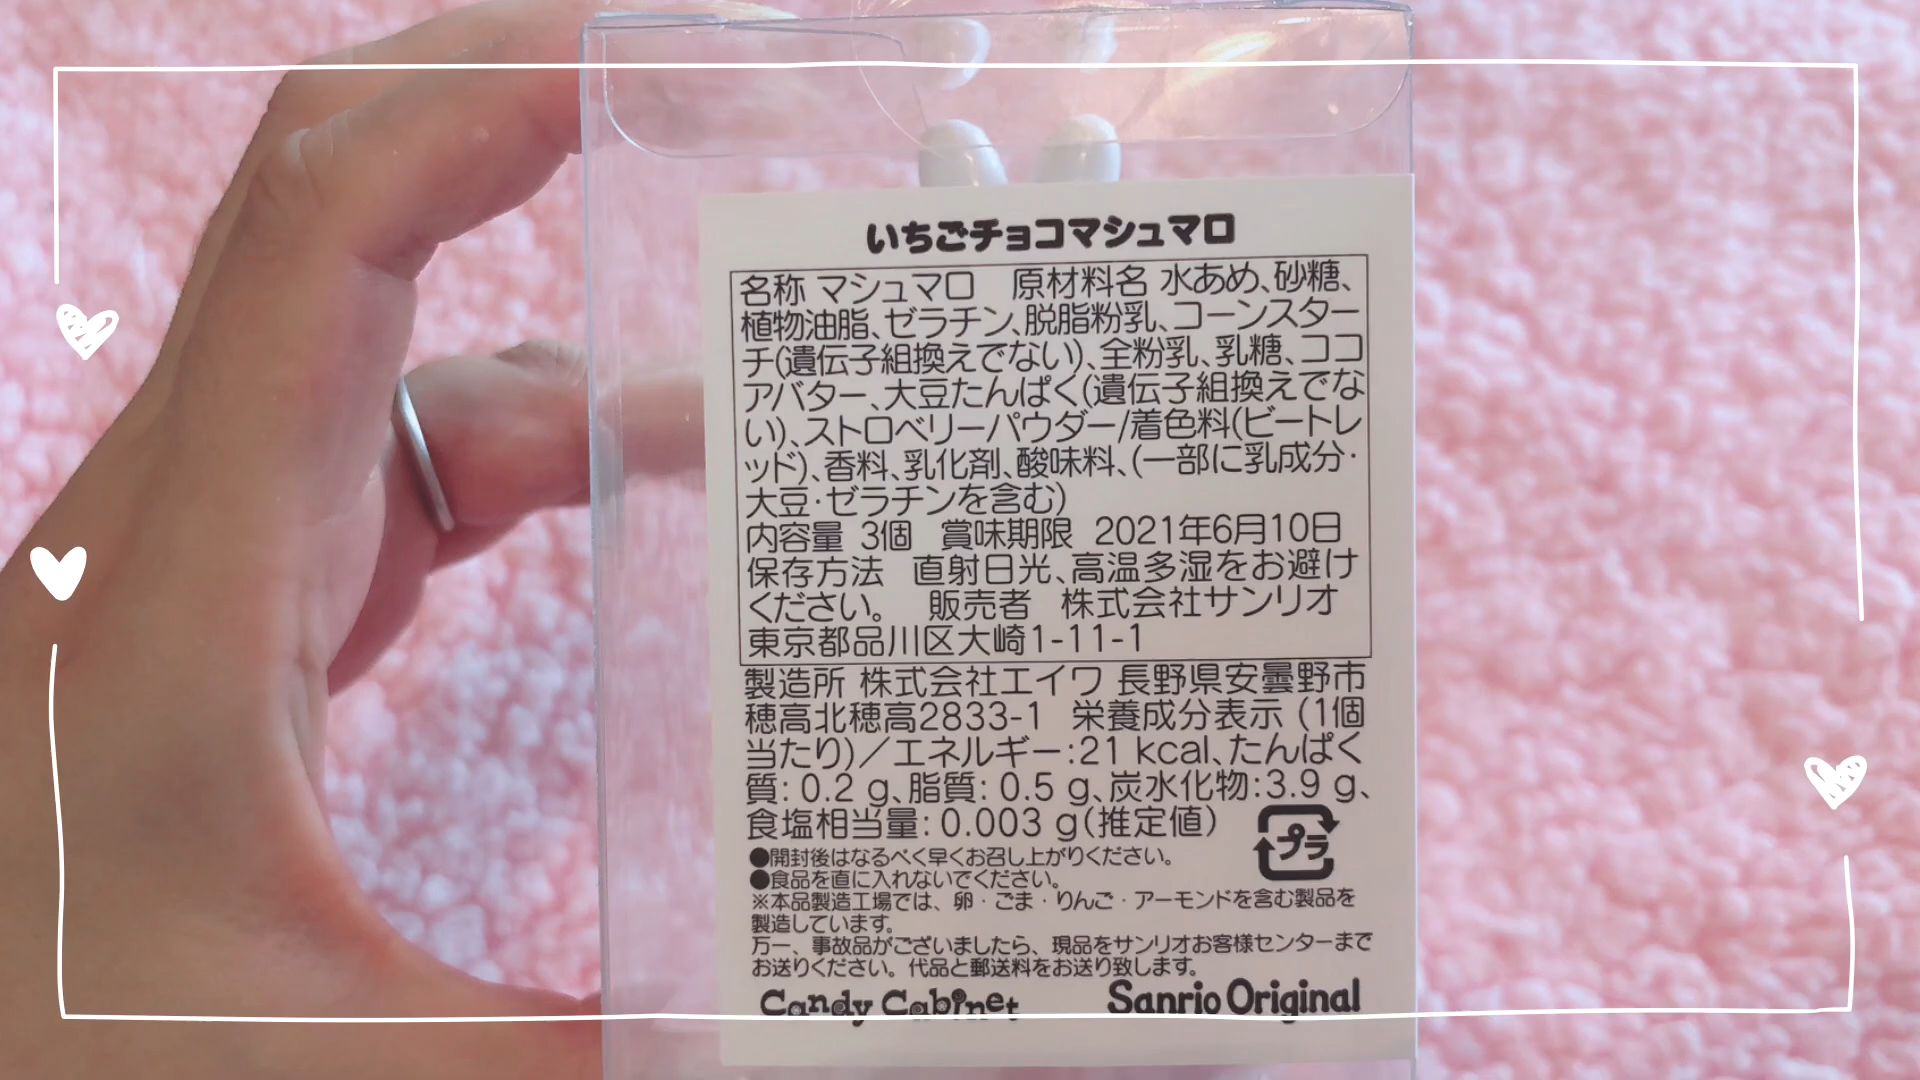 いちごチョコマシュマロ
名称 マシュマロ　原材料名 水あめ、砂糖、
植物油脂、ゼラチン、脱脂粉乳、コーンスター
チ(遺伝子組換えでない)、全粉乳、乳糖、ココ
アバター、大豆たんぱく(遺伝子組換えでな
い)、ストロベリーパウダー/着色料(ビートレ
ッド)、香料、乳化剤、酸味料、(一部に乳成分·
大豆·ゼラチンを含む)
内容量 3個　賞味期限　2021年6月10日
保存方法　直射日光、高温多湿をお避け
ください。　販売者　株式会社サンリオ
東京都品川区大崎1-11-1
製造所 株式会社エイワ 長野県安曇野市
穂高北穂高2833-1　栄養成分表示 (1個
当たり)／エネルギー:21 kcal、たんぱく
質: 0.2 g、脂質: 0.5 g、炭水化物:3.9 g、
食塩相当量: 0.003 g(推定値)
プラ
●開封後はなるべく早くお召し上がりください。
●食品を直に入れないでください。
※本品製造工場では、卵·ごま·りんご·アーモンドを含む製品を
製造しています。
万一、事故品がございましたら、現品をサンリオお客様センターまで
お送りください。代品と郵送料をお送り致します。
Candy Cabinet　Sanrio Original